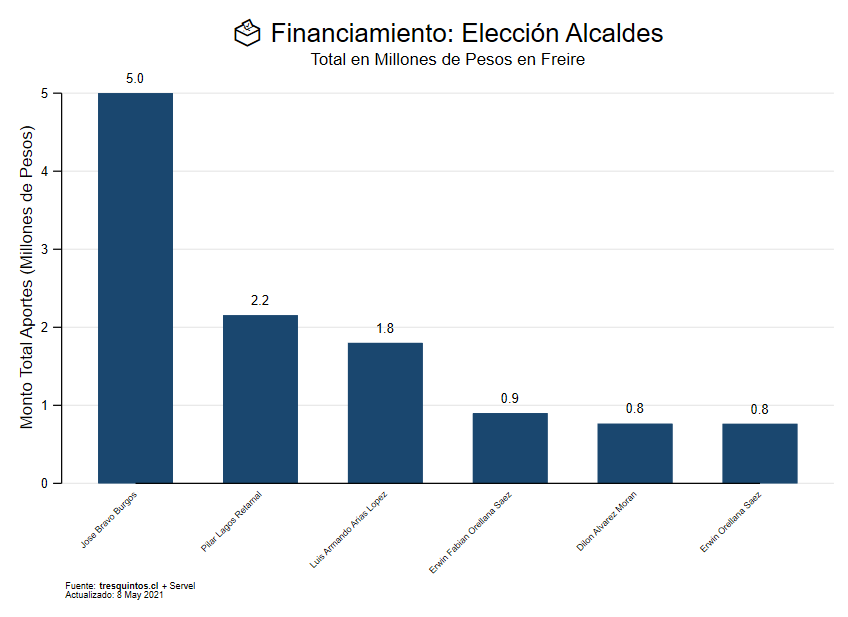 Financiamiento: Elección Alcaldes
Total en Millones de Pesos en Freire
Monto Total Aportes (Millones de Pesos)
5
4
3
2
1
0
5.0
2.2
1.8
0.9
0.8
0.8
Jose Bravo Burgos
Pilar Lagos Retamal
Luis Armando Arias Lopez
Erwin Fabian Orellana Saez
Dilon Alvarez Moran
Erwin Orellana Saez
Fuente: tresquintos.cl + Servel
Actualizado: 8 May 2021